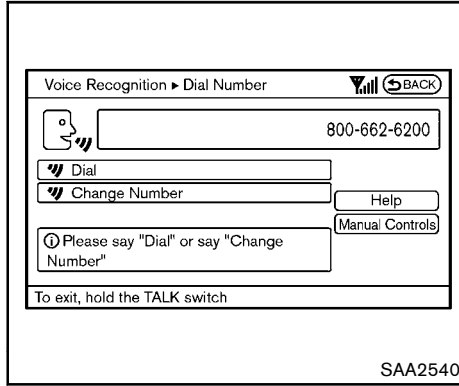 Voice Recognition ▸ Dial Number
BACK
800-662-6200
Dial
Change Number
Help
Manual Controls
Please say "Dial" or say "Change
Number"
To exit, hold the TALK switch
SAA2540